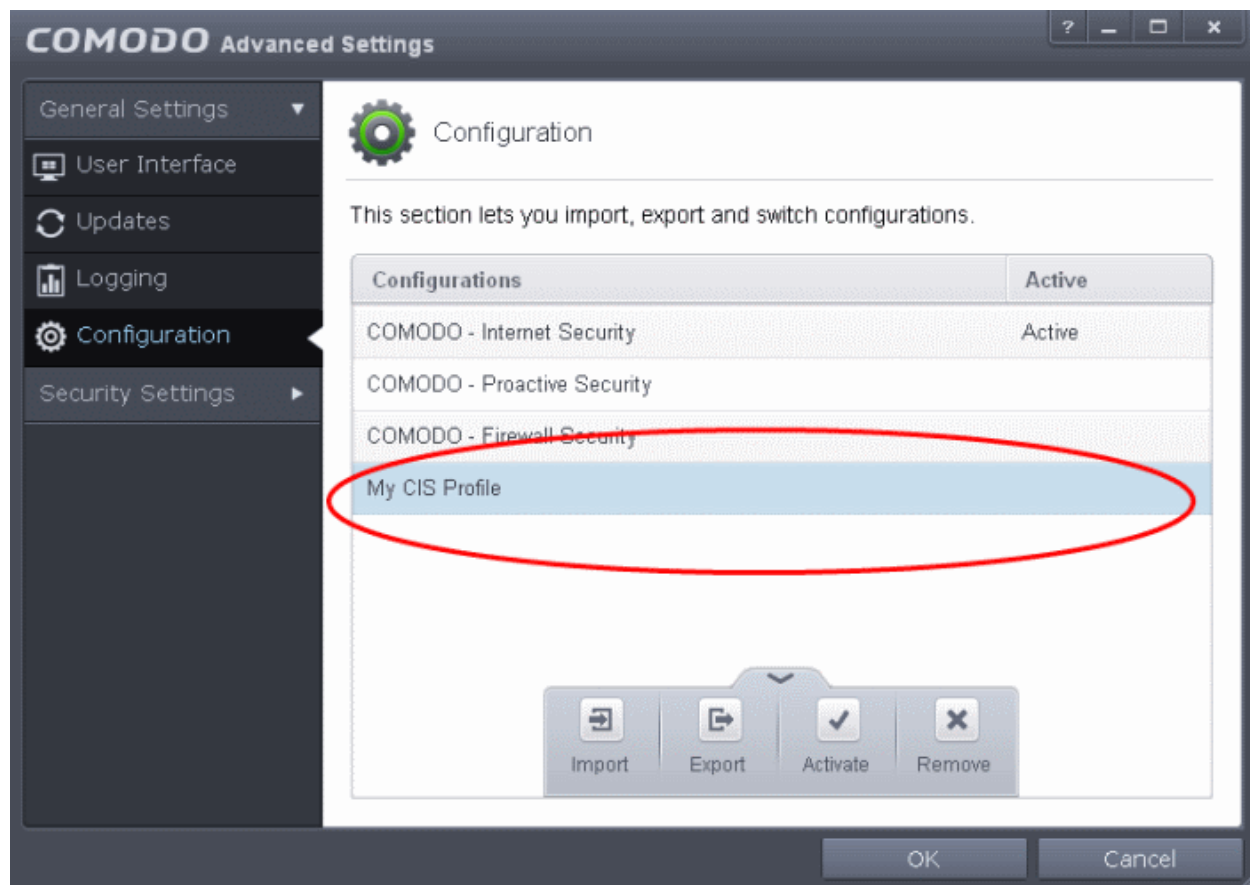 COMODO Advanced Settings
?
General Settings
User Interface
Updates
Logging
Configuration
Security Settings
Configuration
This section lets you import, export and switch configurations.
Configurations Active
COMODO - Internet Security Active
COMODO - Proactive Security
COMODO - Firewall Security
My CIS Profile
Import Export Activate Remove
OK Cancel